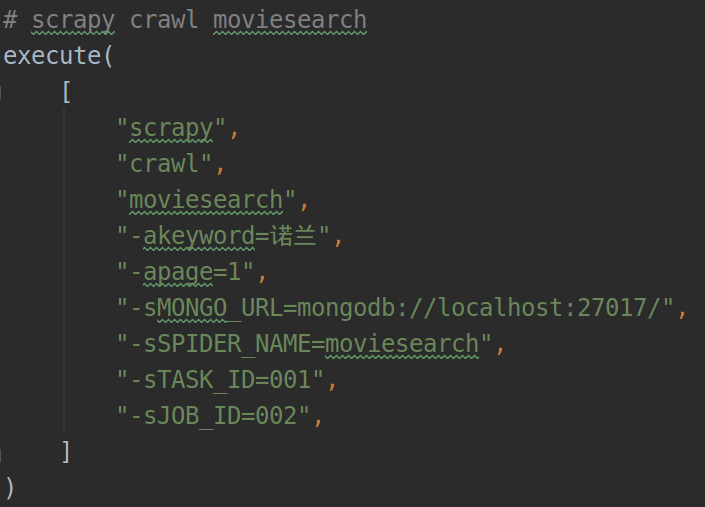 # scrapy crawl moviesearch
execute(
    [
        "scrapy",
        "crawl",
        "moviesearch",
        "-akeyword=诺兰",
        "-apage=1",
        "-sMONGO_URL=mongodb://localhost:27017/",
        "-sSPIDER_NAME=moviesearch",
        "-sTASK_ID=001",
        "-sJOB_ID=002",
    ]
)